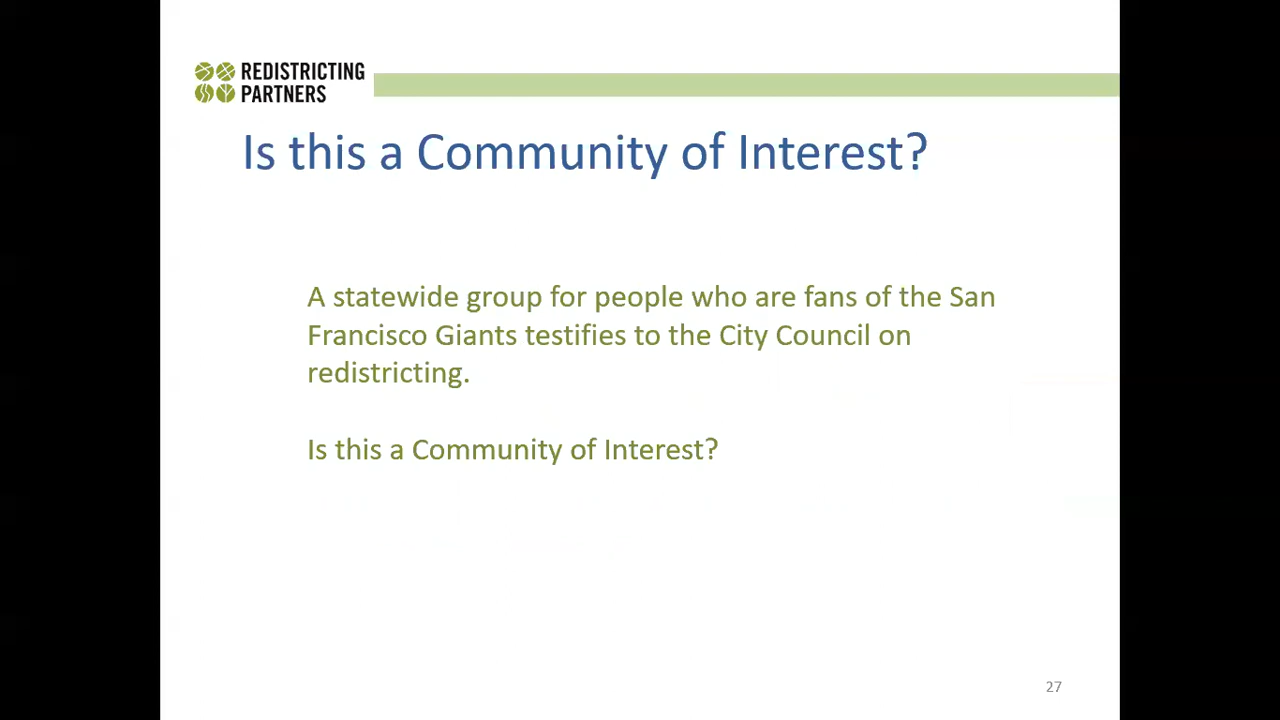 REDISTRICTING
PARTNERS
Is this a Community of Interest?
A statewide group for people who are fans of the San
Francisco Giants testifies to the City Council on
redistricting.
Is this a Community of Interest?
27